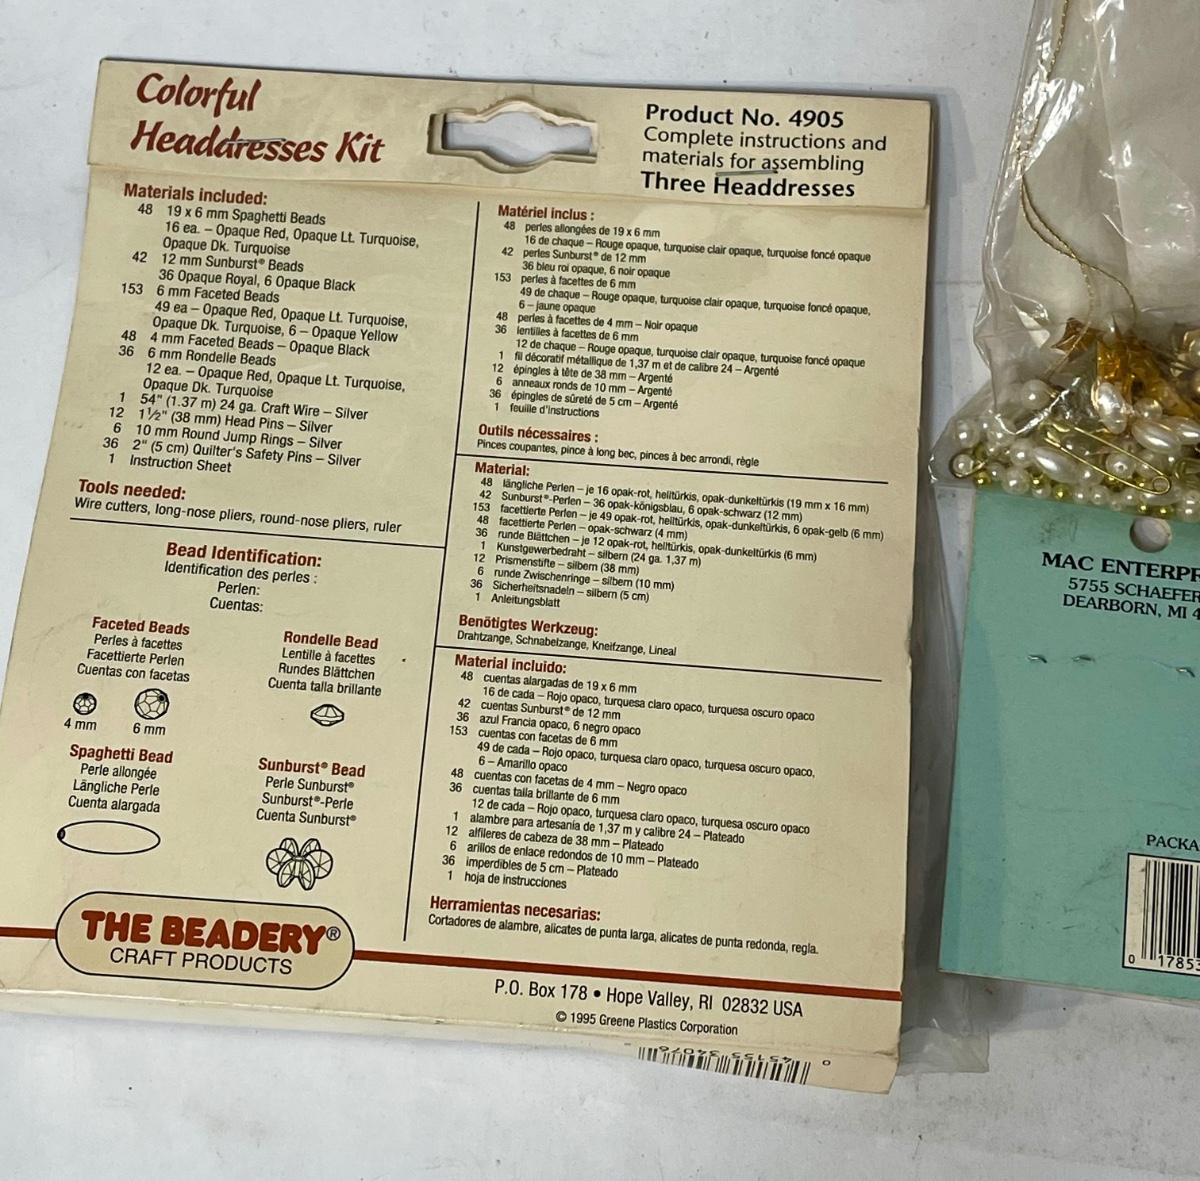 Colorful
Headdresses Kit
Product No. 4905
Complete instructions and
materials for assembling
Three Headdresses
Materials included:
48 19 x 6 mm Spaghetti Beads
16 ea. – Opaque Red, Opaque Lt. Turquoise,
Opaque Dk. Turquoise
42 12 mm Sunburst® Beads
36 Opaque Royal, 6 Opaque Black
153 6 mm Faceted Beads
49 ea – Opaque Red, Opaque Lt. Turquoise,
Opaque Dk. Turquoise, 6 – Opaque Yellow
48 4 mm Faceted Beads – Opaque Black
36 6 mm Rondelle Beads
12 ea. – Opaque Red, Opaque Lt. Turquoise,
Opaque Dk. Turquoise
1 54" (1.37 m) 24 ga. Craft Wire – Silver
12 1½" (38 mm) Head Pins – Silver
6 10 mm Round Jump Rings – Silver
36 2" (5 cm) Quilter's Safety Pins – Silver
1 Instruction Sheet
Tools needed:
Wire cutters, long-nose pliers, round-nose pliers, ruler
Bead Identification:
Identification des perles :
Perlen:
Cuentas:
Faceted Beads
Perles à facettes
Facettierte Perlen
Cuentas con facetas
4 mm 6 mm
Rondelle Bead
Lentille à facettes
Rundes Blättchen
Cuenta talla brillante
Spaghetti Bead
Perle allongée
Längliche Perle
Cuenta alargada
Sunburst® Bead
Perle Sunburst®
Sunburst®-Perle
Cuenta Sunburst®
Matériel inclus :
48 perles allongées de 19 x 6 mm
16 de chaque – Rouge opaque, turquoise clair opaque, turquoise foncé opaque
42 perles Sunburst® de 12 mm
36 bleu roi opaque, 6 noir opaque
153 perles à facettes de 6 mm
49 de chaque – Rouge opaque, turquoise clair opaque, turquoise foncé opaque,
6 – jaune opaque
48 perles à facettes de 4 mm – Noir opaque
36 lentilles à facettes de 6 mm
12 de chaque – Rouge opaque, turquoise clair opaque, turquoise foncé opaque
1 fil décoratif métallique de 1,37 m et de calibre 24 – Argenté
12 épingles à tête de 38 mm – Argenté
6 anneaux ronds de 10 mm – Argenté
36 épingles de sûreté de 5 cm – Argenté
1 feuille d'instructions
Outils nécessaires :
Pinces coupantes, pince à long bec, pinces à bec arrondi, règle
Material:
48 längliche Perlen – je 16 opak-rot, helltürkis, opak-dunkeltürkis (19 mm x 16 mm)
42 Sunburst®-Perlen – 36 opak-königsblau, 6 opak-schwarz (12 mm)
153 facettierte Perlen – je 49 opak-rot, helltürkis, opak-dunkeltürkis, 6 opak-gelb (6 mm)
48 facettierte Perlen – opak-schwarz (4 mm)
36 runde Blättchen – je 12 opak-rot, helltürkis, opak-dunkeltürkis (6 mm)
1 Kunstgewerbedraht – silbern (24 ga. 1,37 m)
12 Prismenstifte – silbern (38 mm)
6 runde Zwischenringe – silbern (10 mm)
36 Sicherheitsnadeln – silbern (5 cm)
1 Anleitungsblatt
Benötigtes Werkzeug:
Drahtzange, Schnabelzange, Kneifzange, Lineal
Material incluido:
48 cuentas alargadas de 19 x 6 mm
16 de cada – Rojo opaco, turquesa claro opaco, turquesa oscuro opaco
42 cuentas Sunburst® de 12 mm
36 azul Francia opaco, 6 negro opaco
153 cuentas con facetas de 6 mm
49 de cada – Rojo opaco, turquesa claro opaco, turquesa oscuro opaco,
6 – Amarillo opaco
48 cuentas con facetas de 4 mm – Negro opaco
36 cuentas talla brillante de 6 mm
12 de cada – Rojo opaco, turquesa claro opaco, turquesa oscuro opaco
1 alambre para artesanía de 1,37 m y calibre 24 – Plateado
12 alfileres de cabeza de 38 mm – Plateado
6 arillos de enlace redondos de 10 mm – Plateado
36 imperdibles de 5 cm – Plateado
1 hoja de instrucciones
Herramientas necesarias:
Cortadores de alambre, alicates de punta larga, alicates de punta redonda, regla.
THE BEADERY®
CRAFT PRODUCTS
P.O. Box 178 • Hope Valley, RI 02832 USA
© 1995 Greene Plastics Corporation
MAC ENTERPR
5755 SCHAEFER
DEARBORN, MI 4
PACKA
0 17853